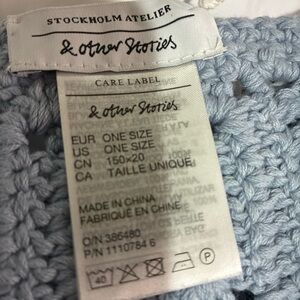 STOCKHOLM ATELIER
& other Stories
CARE LABEL
& other Stories
EUR ONE SIZE
US ONE SIZE
CN 150×20
CA TAILLE UNIQUE
MADE IN CHINA
FABRIQUÉ EN CHINE
O/N 386480
P/N 1110784 6
40
P